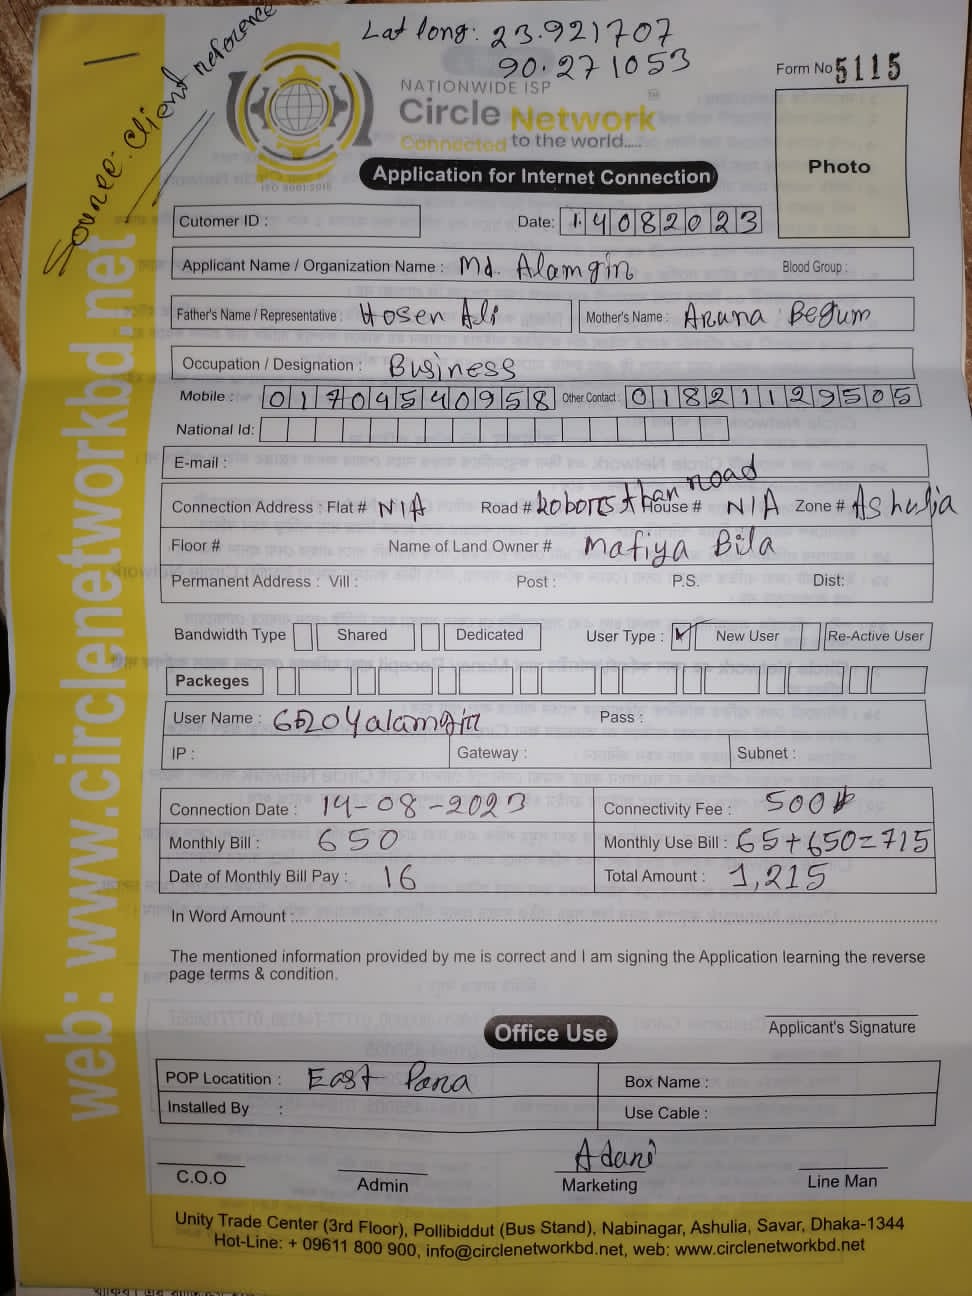 Lat long: 23.921707
90.271053
Source: Client reference
Form No 5115
NATIONWIDE ISP
Circle Network
Connected to the world.....
ISO 9001:2015
Photo
Application for Internet Connection
Cutomer ID :
Date: 14082023
Applicant Name / Organization Name : Md. Alamgin
Blood Group :
Father's Name / Representative : Hosen Ali
Mother's Name : Anuna Begum
Occupation / Designation : Business
Mobile : 01704540958 Other Contact : 01821129505
National Id:
E-mail :
Connection Address : Flat # N/A Road # koborsthan road House # N/A Zone # Ashulia
Floor # Name of Land Owner # Mafiya Bila
Permanent Address : Vill : Post : P.S. Dist:
Bandwidth Type Shared Dedicated User Type : New User Re-Active User
Packeges
User Name : alamgin Pass :
IP : Gateway : Subnet :
Connection Date : 14-08-2023 Connectivity Fee : 500
Monthly Bill : 650 Monthly Use Bill : 65+650=715
Date of Monthly Bill Pay : 16 Total Amount : 1,215
In Word Amount :
The mentioned information provided by me is correct and I am signing the Application learning the reverse
page terms & condition.
Applicant's Signature
Office Use
POP Locatition : East Para Box Name :
Installed By : Use Cable :
Adani
C.O.O Admin Marketing Line Man
Unity Trade Center (3rd Floor), Pollibiddut (Bus Stand), Nabinagar, Ashulia, Savar, Dhaka-1344
Hot-Line: + 09611 800 900, info@circlenetworkbd.net, web: www.circlenetworkbd.net
web: www.circlenetworkbd.net